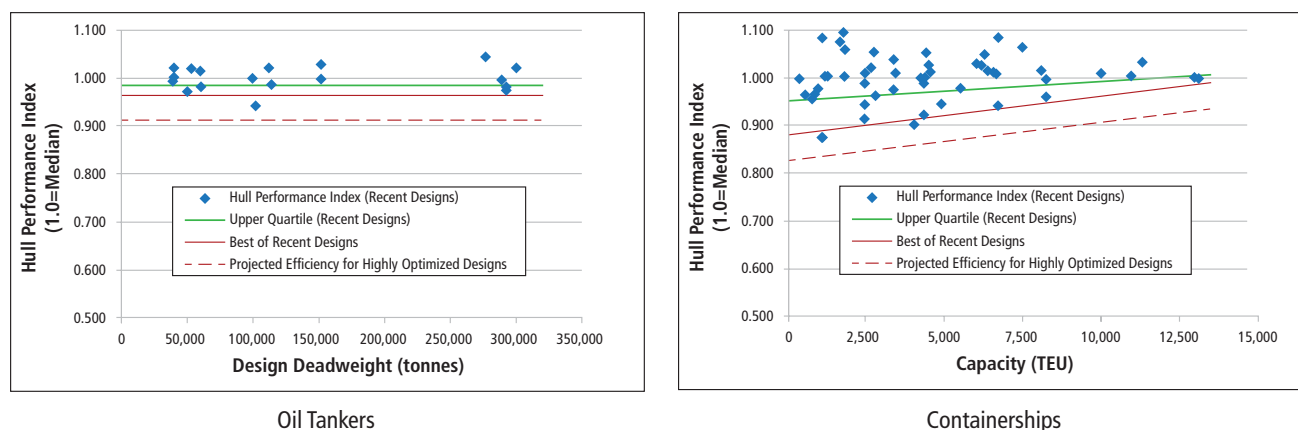 Hull Performance Index
(1.0=Median)
1.100
1.000
0.900
0.800
0.700
0.600
0.500
Hull Performance Index (Recent Designs)
Upper Quartile (Recent Designs)
Best of Recent Designs
Projected Efficiency for Highly Optimized Designs
0 50,000 100,000 150,000 200,000 250,000 300,000 350,000
Design Deadweight (tonnes)
Oil Tankers
Hull Performance Index
(1.0=Median)
1.100
1.000
0.900
0.800
0.700
0.600
0.500
Hull Performance Index (Recent Designs)
Upper Quartile (Recent Designs)
Best of Recent Designs
Projected Efficiency for Highly Optimized Designs
0 2,500 5,000 7,500 10,000 12,500 15,000
Capacity (TEU)
Containerships